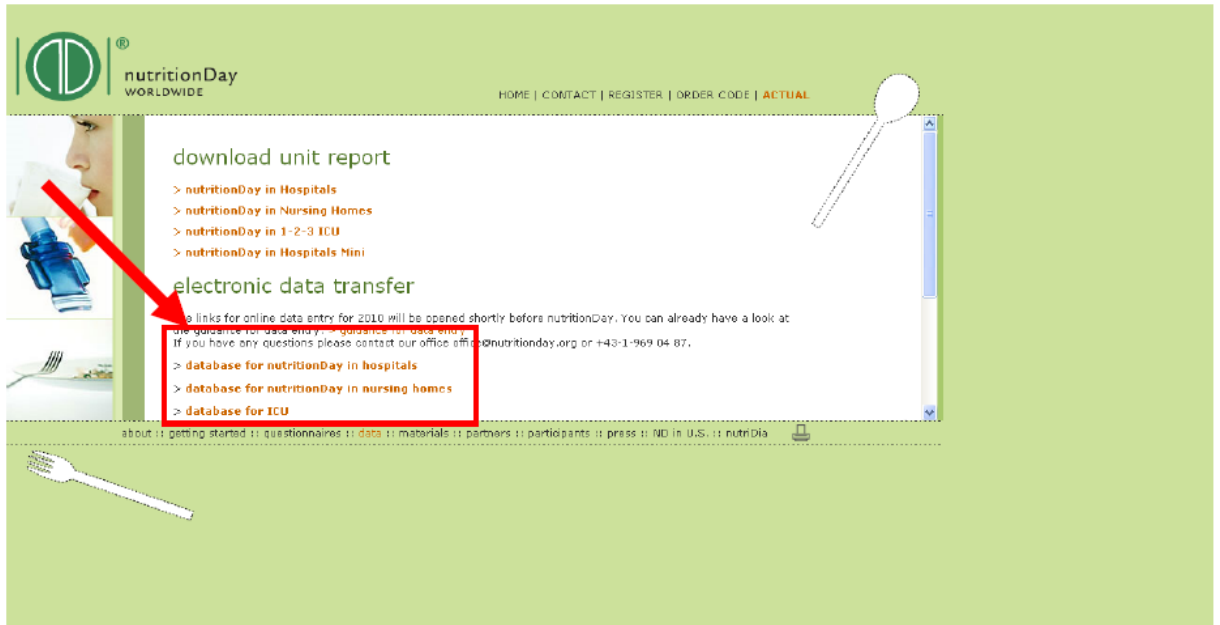 ®
nutritionDay
WORLDWIDE
HOME | CONTACT | REGISTER | ORDER CODE | ACTUAL
download unit report
> nutritionDay in Hospitals
> nutritionDay in Nursing Homes
> nutritionDay in 1-2-3 ICU
> nutritionDay in Hospitals Mini
electronic data transfer
links for online data entry for 2010 will be opened shortly before nutritionDay. You can already have a look at
the guidance for data entry. > guidance for data entry
If you have any questions please contact our office office@nutritionday.org or +43-1-969 04 87.
> database for nutritionDay in hospitals
> database for nutritionDay in nursing homes
> database for ICU
about :: getting started :: questionnaires :: data :: materials :: partners :: participants :: press :: ND in U.S. :: nutriDia